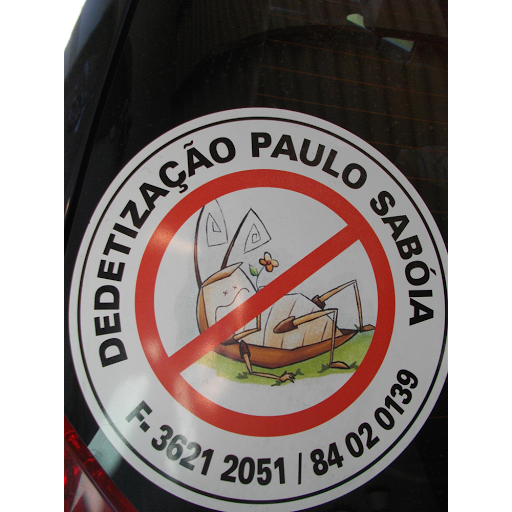 DEDETIZAÇÃO PAULO SABÓIA
F- 3621 2051 / 84 02 0139